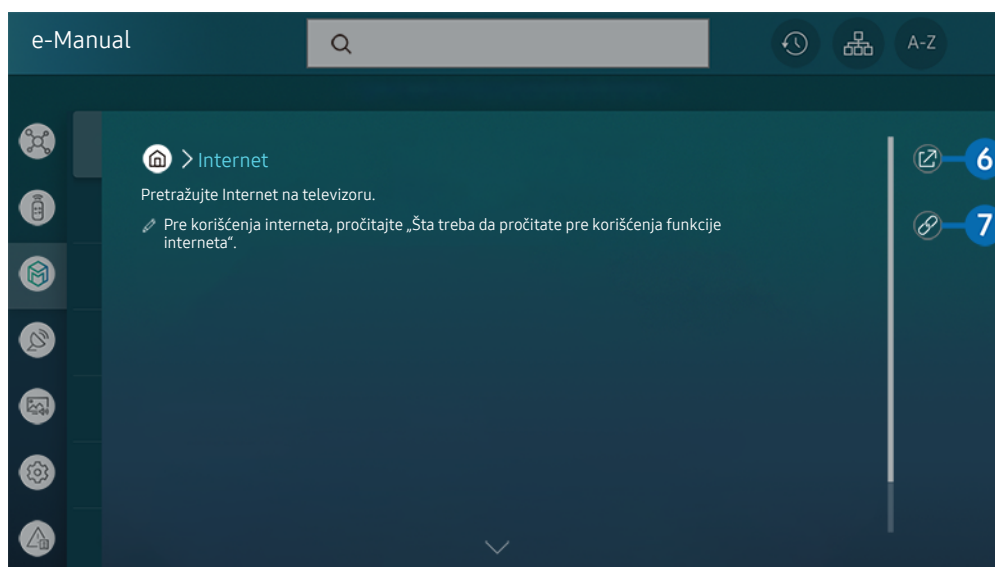 e-Manual
A-Z
> Internet
6
Pretražujte Internet na televizoru.
Pre korišćenja interneta, pročitajte „Šta treba da pročitate pre korišćenja funkcije
interneta“.
7